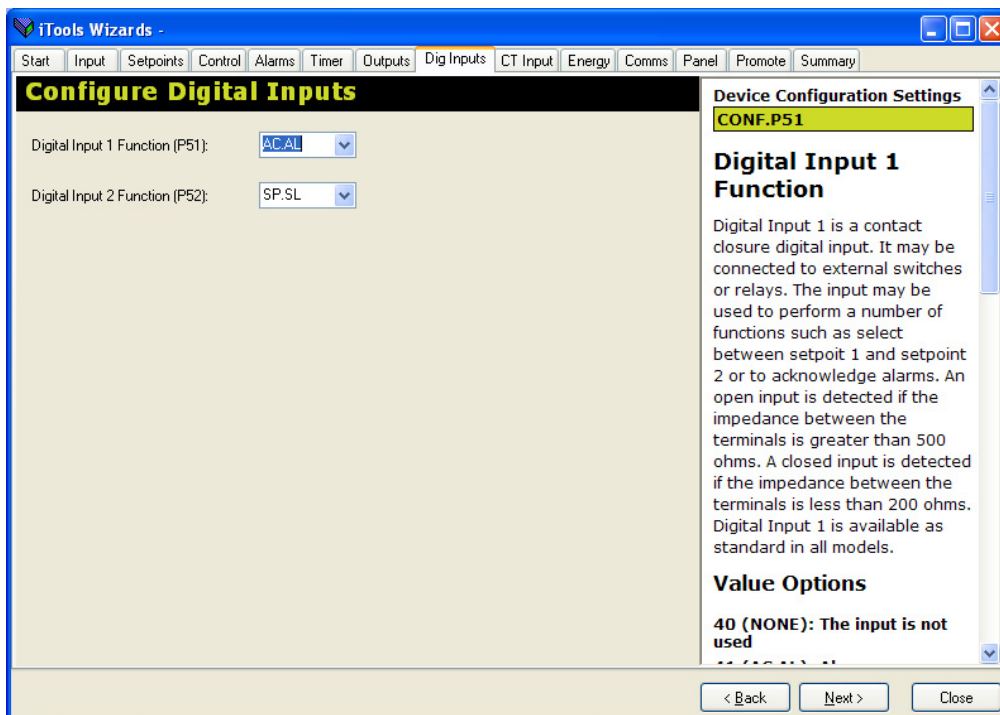 iTools Wizards -
Start Input Setpoints Control Alarms Timer Outputs Dig Inputs CT Input Energy Comms Panel Promote Summary
Configure Digital Inputs
Digital Input 1 Function (P51): AC.AL
Digital Input 2 Function (P52): SP.SL
Device Configuration Settings
CONF.P51
Digital Input 1
Function
Digital Input 1 is a contact
closure digital input. It may be
connected to external switches
or relays. The input may be
used to perform a number of
functions such as select
between setpoit 1 and setpoint
2 or to acknowledge alarms. An
open input is detected if the
impedance between the
terminals is greater than 500
ohms. A closed input is detected
if the impedance between the
terminals is less than 200 ohms.
Digital Input 1 is available as
standard in all models.
Value Options
40 (NONE): The input is not
used
< Back Next > Close